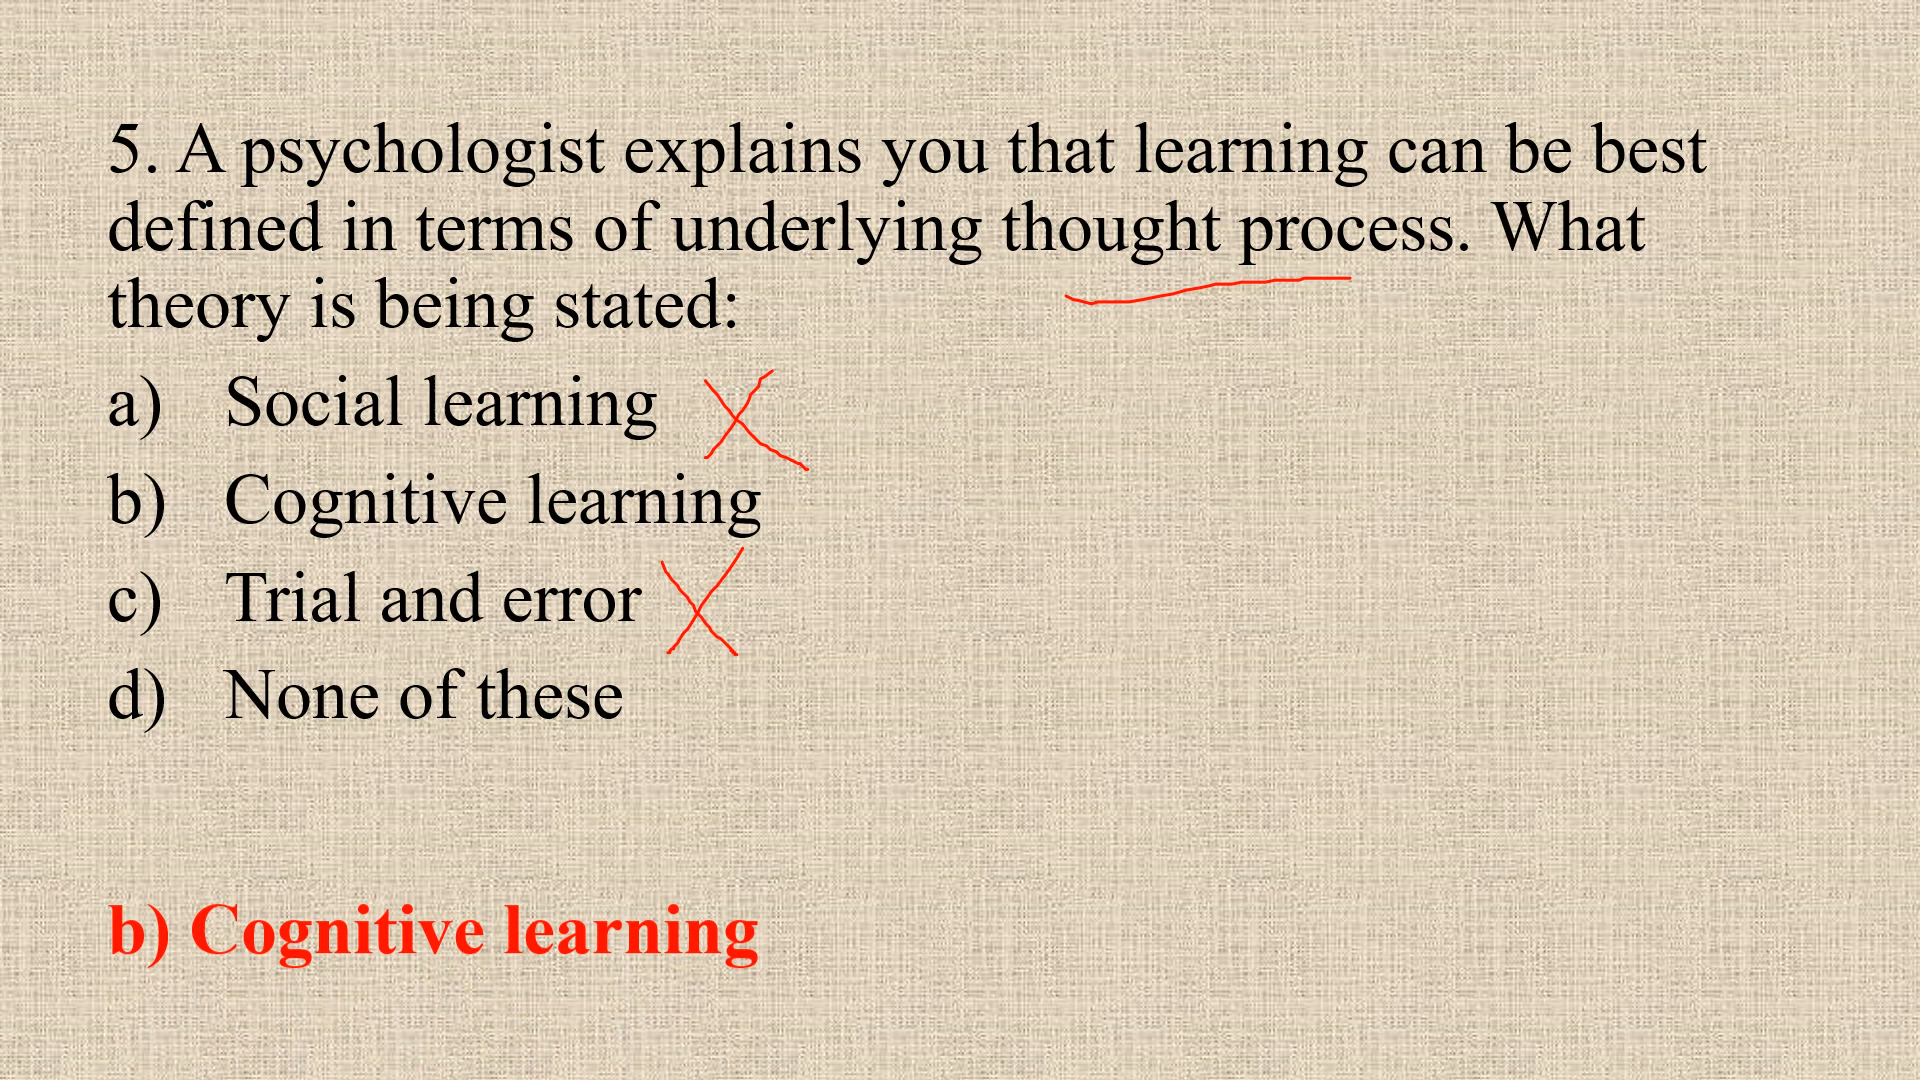 5. A psychologist explains you that learning can be best
defined in terms of underlying thought process. What
theory is being stated:
a) Social learning
b) Cognitive learning
c) Trial and error
d) None of these
b) Cognitive learning